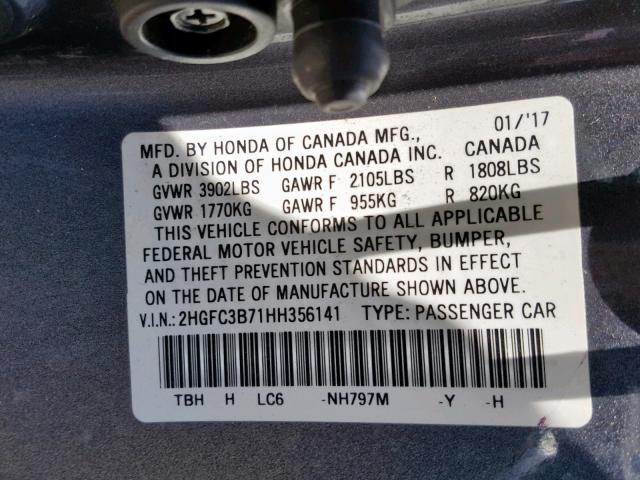 MFD. BY HONDA OF CANADA MFG., 01/'17
A DIVISION OF HONDA CANADA INC. CANADA
GVWR 3902LBS GAWR F 2105LBS R 1808LBS
GVWR 1770KG GAWR F 955KG R 820KG
THIS VEHICLE CONFORMS TO ALL APPLICABLE
FEDERAL MOTOR VEHICLE SAFETY, BUMPER,
AND THEFT PREVENTION STANDARDS IN EFFECT
ON THE DATE OF MANUFACTURE SHOWN ABOVE.
V.I.N.: 2HGFC3B71HH356141 TYPE: PASSENGER CAR
TBH H LC6 -NH797M -Y -H